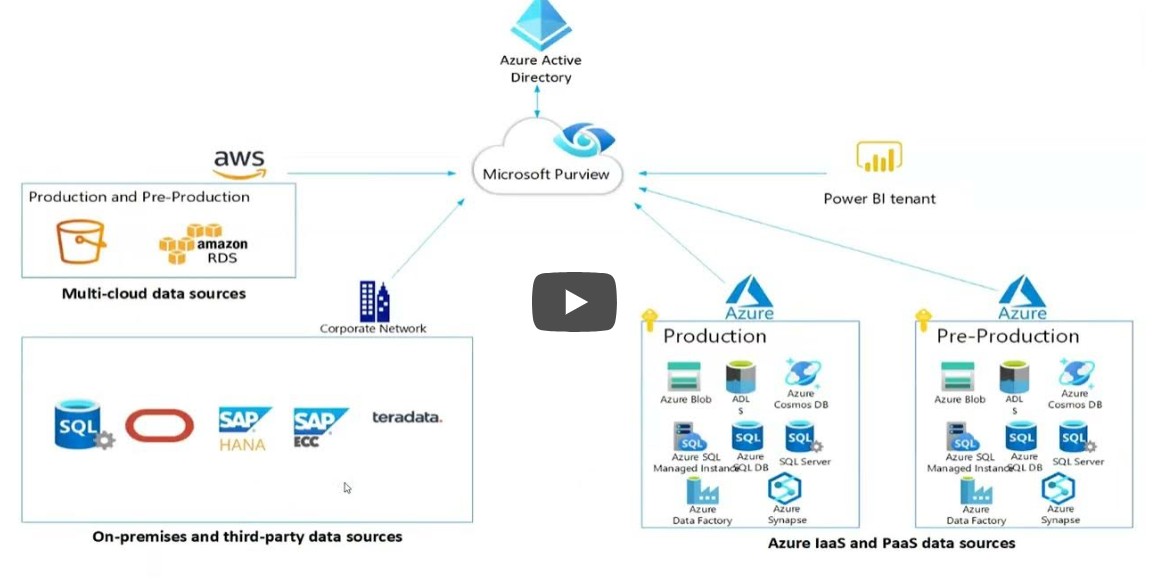 Azure Active
Directory
aws
Microsoft Purview
Power BI tenant
Production and Pre-Production
amazon
RDS
Multi-cloud data sources
Corporate Network
Azure
Azure
SQL
SAP
HANA
SAP
ECC
teradata.
On-premises and third-party data sources
Production
Azure Blob
ADL
S
Azure
Cosmos DB
SQL
Azure SQL
Managed Instance
SQL
Azure
SQL DB
SQL
SQL Server
Azure
Data Factory
Azure
Synapse
Pre-Production
Azure Blob
ADL
S
Azure
Cosmos DB
SQL
Azure SQL
Managed Instance
SQL
Azure
SQL DB
SQL
SQL Server
Azure
Data Factory
Azure
Synapse
Azure IaaS and PaaS data sources